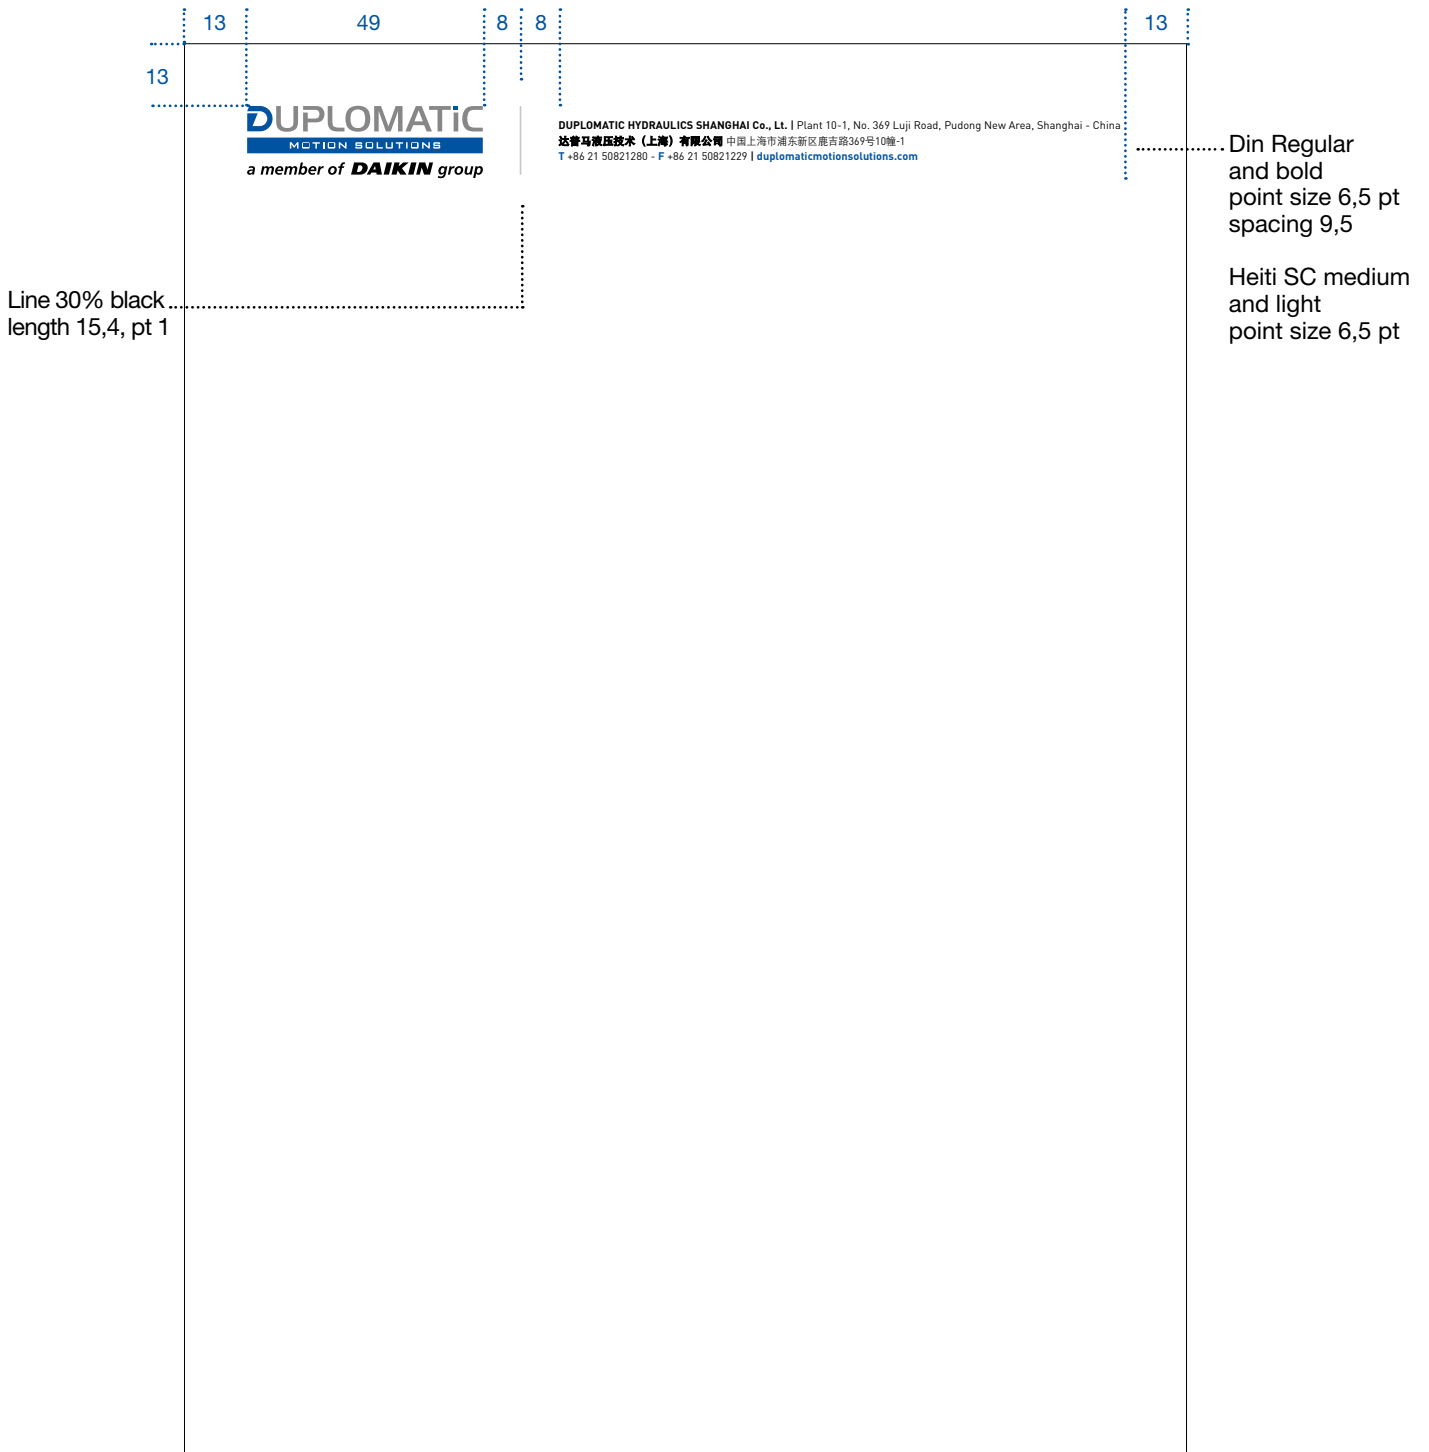 13 49 8 8 13
13
DUPLOMATiC
MOTION SOLUTIONS
a member of DAIKIN group
DUPLOMATIC HYDRAULICS SHANGHAI Co., Lt. | Plant 10-1, No. 369 Luji Road, Pudong New Area, Shanghai - China
达普马液压技术（上海）有限公司 中国上海市浦东新区鹿吉路369号10幢-1
T +86 21 50821280 - F +86 21 50821229 | duplomaticmotionsolutions.com
Din Regular
and bold
point size 6,5 pt
spacing 9,5
Heiti SC medium
and light
point size 6,5 pt
Line 30% black
length 15,4, pt 1